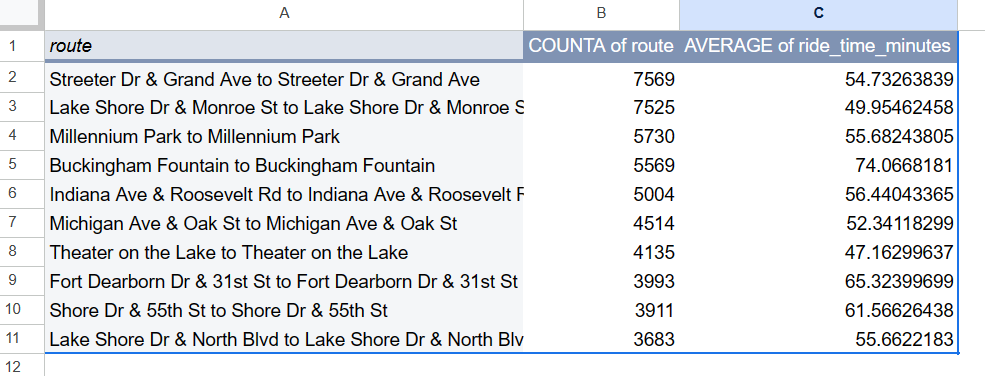 A B C
1 route COUNTA of route AVERAGE of ride_time_minutes
2 Streeter Dr & Grand Ave to Streeter Dr & Grand Ave 7569 54.73263839
3 Lake Shore Dr & Monroe St to Lake Shore Dr & Monroe S 7525 49.95462458
4 Millennium Park to Millennium Park 5730 55.68243805
5 Buckingham Fountain to Buckingham Fountain 5569 74.0668181
6 Indiana Ave & Roosevelt Rd to Indiana Ave & Roosevelt R 5004 56.44043365
7 Michigan Ave & Oak St to Michigan Ave & Oak St 4514 52.34118299
8 Theater on the Lake to Theater on the Lake 4135 47.16299637
9 Fort Dearborn Dr & 31st St to Fort Dearborn Dr & 31st St 3993 65.32399699
10 Shore Dr & 55th St to Shore Dr & 55th St 3911 61.56626438
11 Lake Shore Dr & North Blvd to Lake Shore Dr & North Blv 3683 55.6622183
12